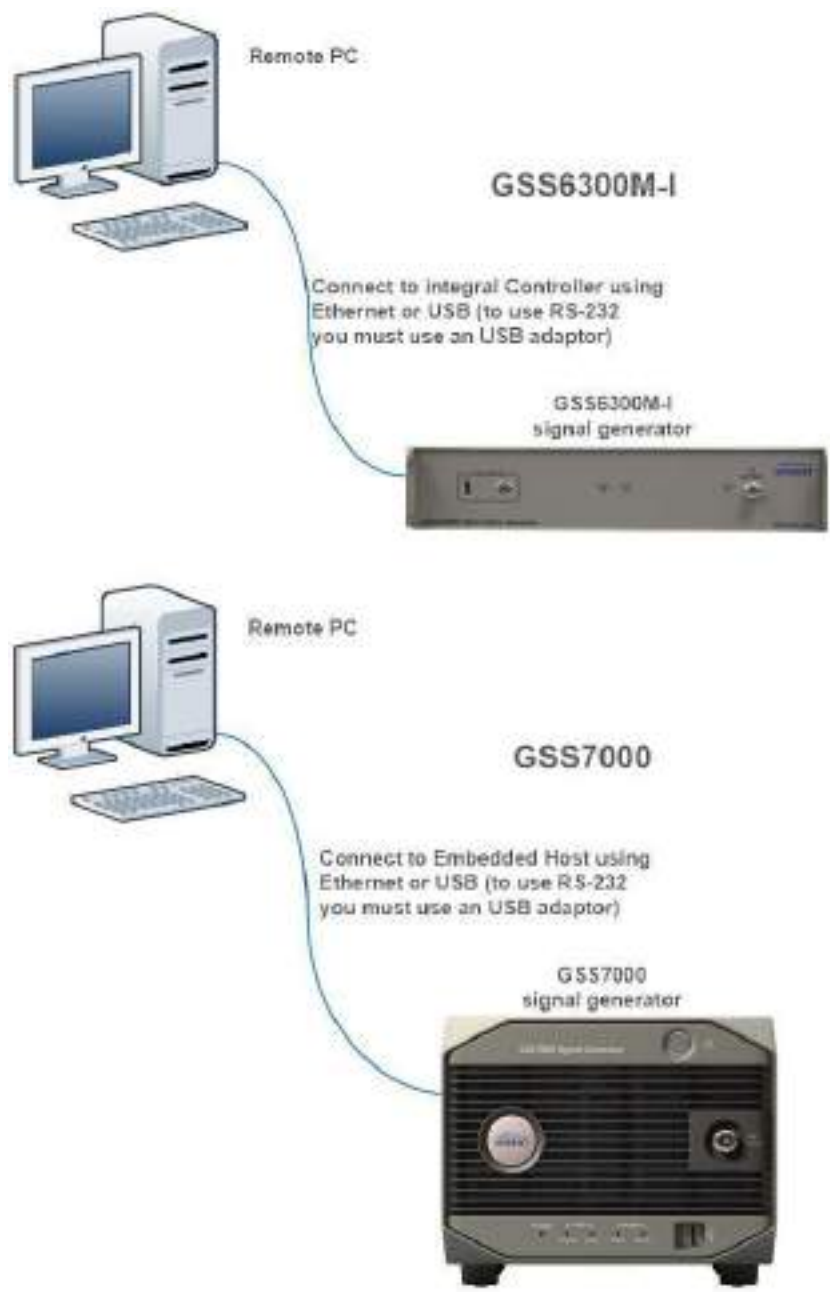 Remote PC
GSS6300M-I
Connect to integral Controller using
Ethernet or USB (to use RS-232
you must use an USB adaptor)
GSS6300M-I
signal generator
Remote PC
GSS7000
Connect to Embedded Host using
Ethernet or USB (to use RS-232
you must use an USB adaptor)
GSS7000
signal generator